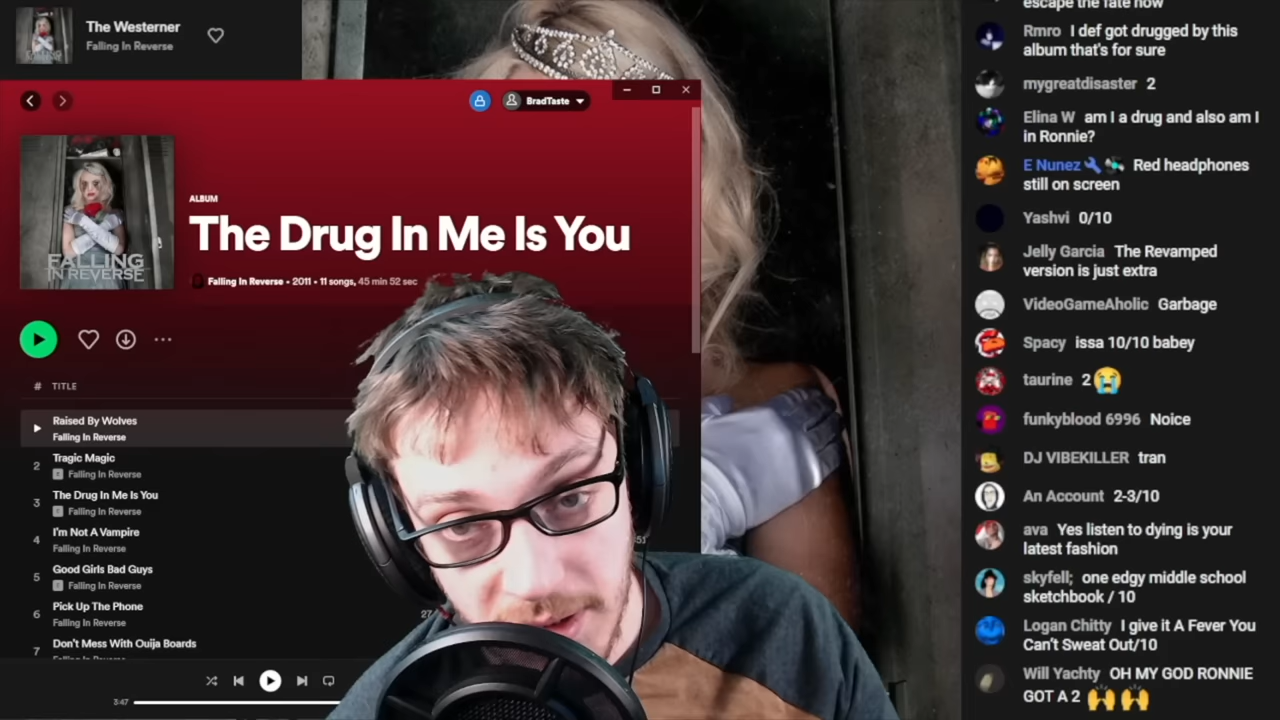 The Westerner
Falling In Reverse
BradTaste
ALBUM
The Drug In Me Is You
Falling In Reverse • 2011 • 11 songs, 45 min 52 sec
FALLING
IN REVERSE
# TITLE
Raised By Wolves
Falling In Reverse
2 Tragic Magic
E Falling In Reverse
3 The Drug In Me Is You
E Falling In Reverse
4 I'm Not A Vampire
Falling In Reverse
5 Good Girls Bad Guys
E Falling In Reverse
6 Pick Up The Phone
Falling In Reverse
7 Don't Mess With Ouija Boards
Falling In Reverse
3:47
escape the fate now
Rmro I def got drugged by this
album that's for sure
mygreatdisaster 2
Elina W am I a drug and also am I
in Ronnie?
E Nunez Red headphones
still on screen
Yashvi 0/10
Jelly Garcia The Revamped
version is just extra
VideoGameAholic Garbage
Spacy issa 10/10 babey
taurine 2😭
funkyblood 6996 Noice
DJ VIBEKILLER tran
An Account 2-3/10
ava Yes listen to dying is your
latest fashion
skyfell; one edgy middle school
sketchbook / 10
Logan Chitty I give it A Fever You
Can't Sweat Out/10
Will Yachty OH MY GOD RONNIE
GOT A 2 🙌 🙌